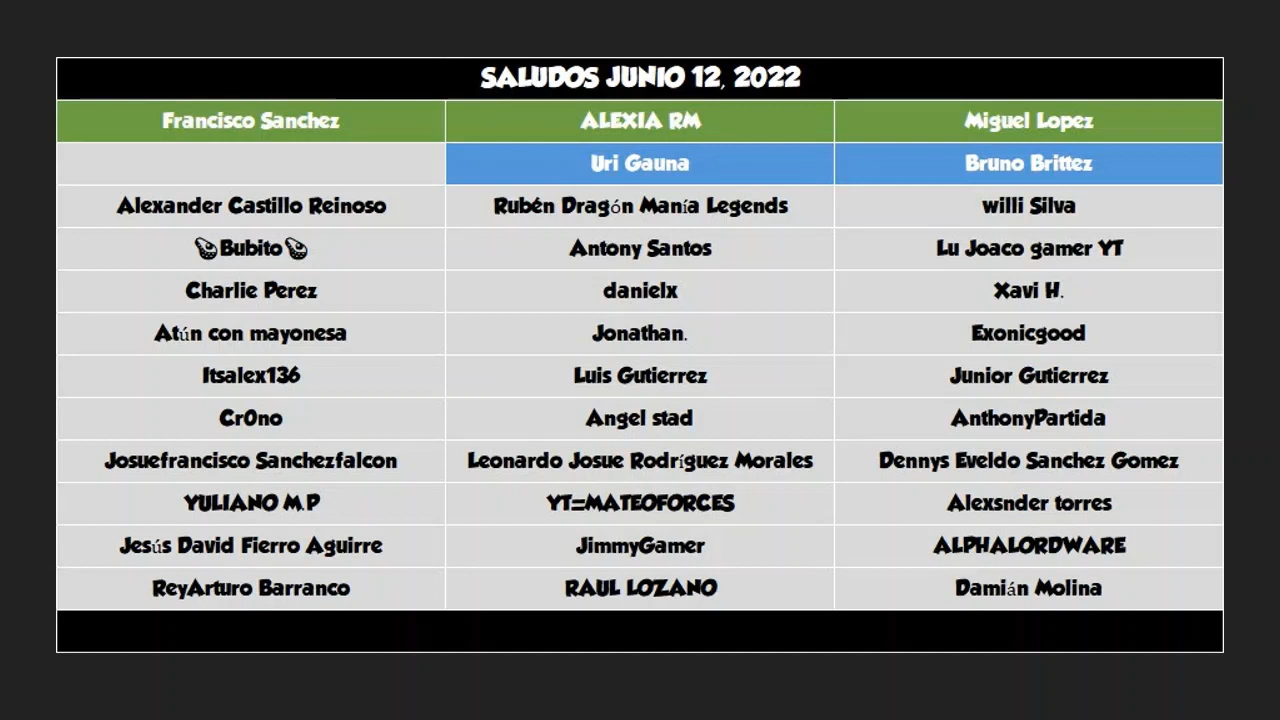 SALUDOS JUNIO 12, 2022
Francisco Sanchez ALEXIA RM Miguel Lopez
Uri Gauna Bruno Brittez
Alexander Castillo Reinoso Rubén Dragón Manía Legends willi Silva
Bubito Antony Santos Lu Joaco gamer YT
Charlie Perez danielx Xavi H.
Atún con mayonesa Jonathan. Exonicgood
Itsalex136 Luis Gutierrez Junior Gutierrez
Cr0no Angel stad AnthonyPartida
Josuefrancisco Sanchezfalcon Leonardo Josue Rodríguez Morales Dennys Eveldo Sanchez Gomez
YULIANO M.P YT=MATEOFORCES Alexsnder torres
Jesús David Fierro Aguirre JimmyGamer ALPHALORDWARE
ReyArturo Barranco RAUL LOZANO Damián Molina